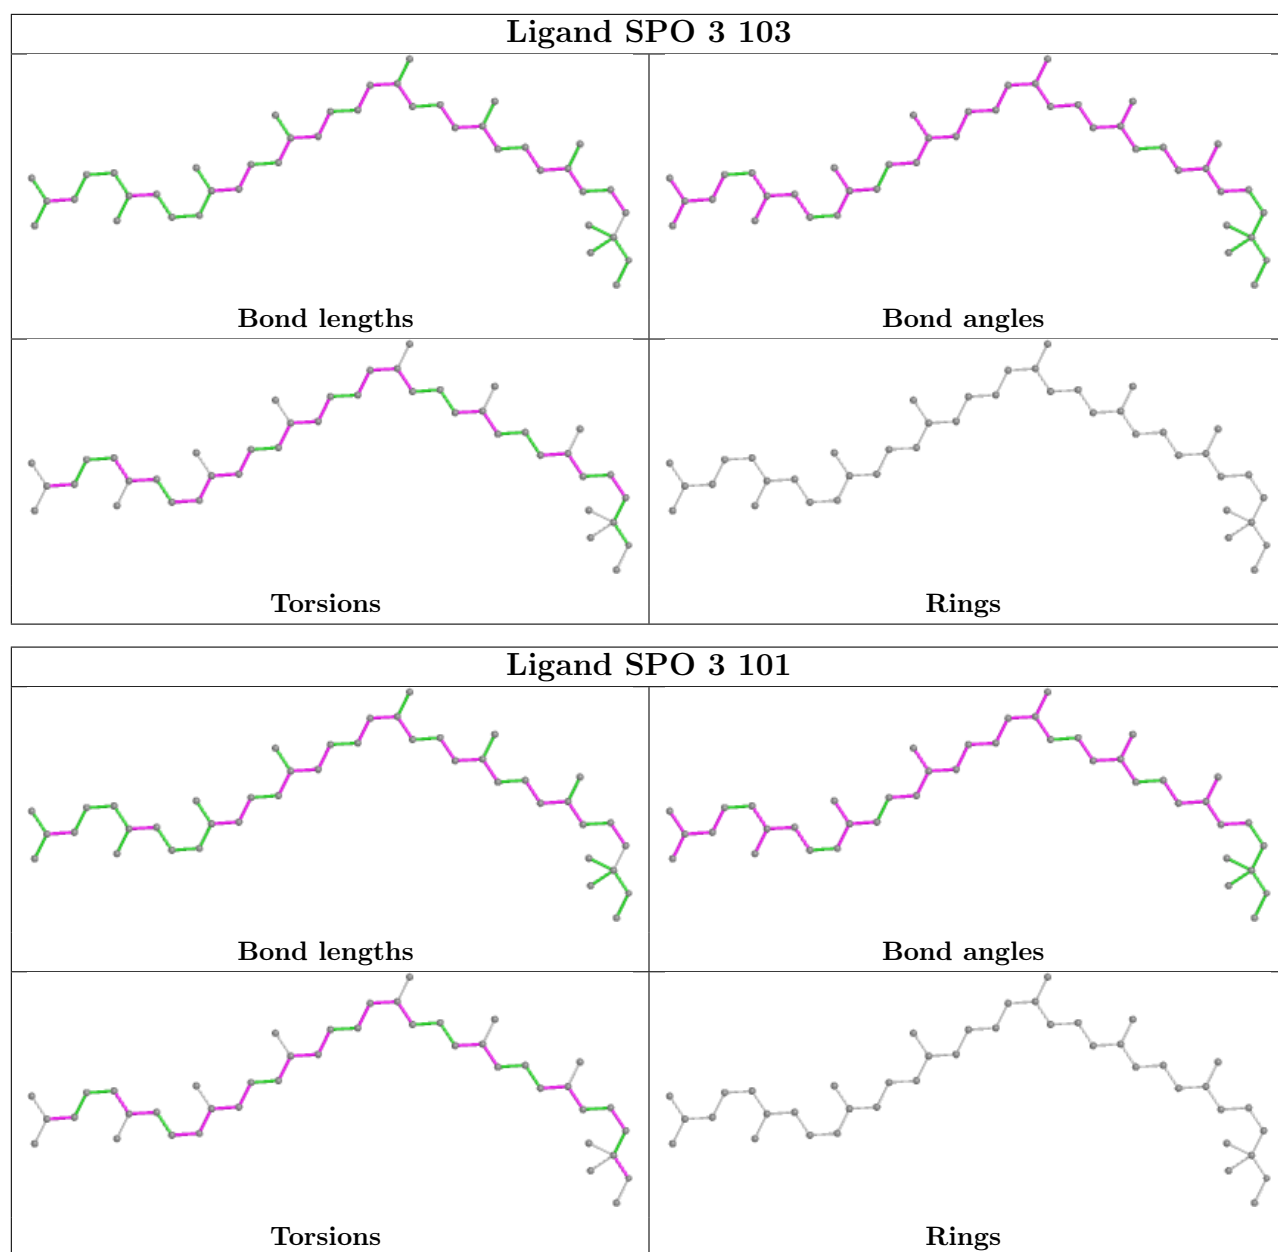 Ligand SPO 3 103
Bond lengths
Bond angles
Torsions
Rings
Ligand SPO 3 101
Bond lengths
Bond angles
Torsions
Rings